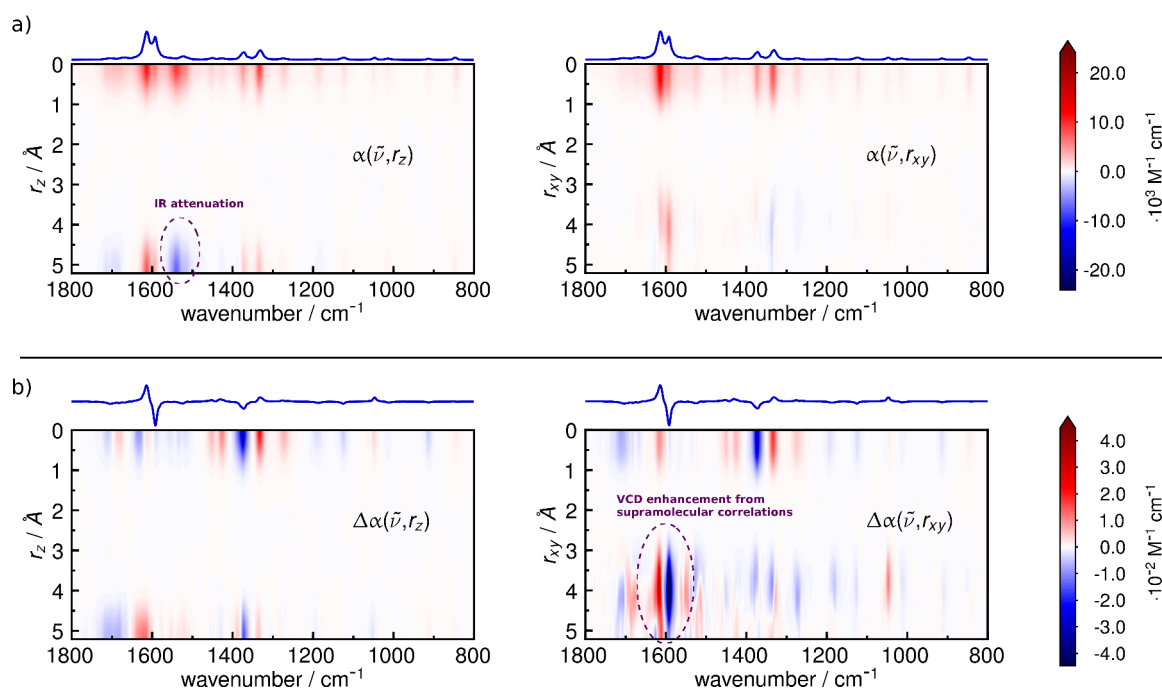 a)
0
1
2
3
4
5
r_z / Å
α(ν̃,r_z)
IR attenuation
1800 1600 1400 1200 1000 800
wavenumber / cm⁻¹
0
1
2
3
4
5
r_xy / Å
α(ν̃,r_xy)
1800 1600 1400 1200 1000 800
wavenumber / cm⁻¹
20.0
10.0
0.0
-10.0
-20.0
·10³ M⁻¹ cm⁻¹
b)
0
1
2
3
4
5
r_z / Å
Δα(ν̃,r_z)
1800 1600 1400 1200 1000 800
wavenumber / cm⁻¹
0
1
2
3
4
5
r_xy / Å
VCD enhancement from
supramolecular correlations
Δα(ν̃,r_xy)
1800 1600 1400 1200 1000 800
wavenumber / cm⁻¹
4.0
3.0
2.0
1.0
0.0
-1.0
-2.0
-3.0
-4.0
·10⁻² M⁻¹ cm⁻¹